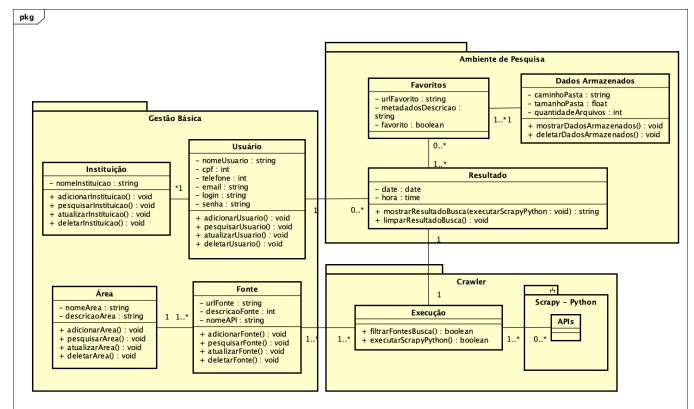 pkg
Ambiente de Pesquisa
Favoritos
- urlFavorito : string
- metadadosDescricao :
string
- favorito : boolean
1..*1
Dados Armazenados
- caminhoPasta : string
- tamanhoPasta : float
- quantidadeArquivos : int
+ mostrarDadosArmazenados() : void
+ deletarDadosArmazenados() : void
0..*
1..*
Resultado
- date : date
- hora : time
+ mostrarResultadoBusca(executarScrapyPython : void) : string
+ limparResultadoBusca() : void
Gestão Básica
Instituição
- nomeInstituicao : string
+ adicionarInstituicao() : void
+ pesquisarInstituicao() : void
+ atualizarInstituicao() : void
+ deletarInstituicao() : void
*1
Usuário
- nomeUsuario : string
- cpf : int
- telefone : int
- email : string
- login : string
- senha : string
+ adicionarUsuario() : void
+ pesquisarUsuario() : void
+ atualizarUsuario() : void
+ deletarUsuario() : void
1
0..*
1
1
Área
- nomeArea : string
- descricaoArea : string
+ adicionarArea() : void
+ pesquisarArea() : void
+ atualizarArea() : void
+ deletarArea() : void
1 1..*
Fonte
- urlFonte : string
- descricaoFonte : int
- nomeAPI : string
+ adicionarFonte() : void
+ pesquisarFonte() : void
+ atualizarFonte() : void
+ deletarFonte() : void
1..*
1..*
Crawler
Execução
+ filtrarFontesBusca() : boolean
+ executarScrapyPython() : boolean
1..*
0..*
Scrapy - Python
APIs